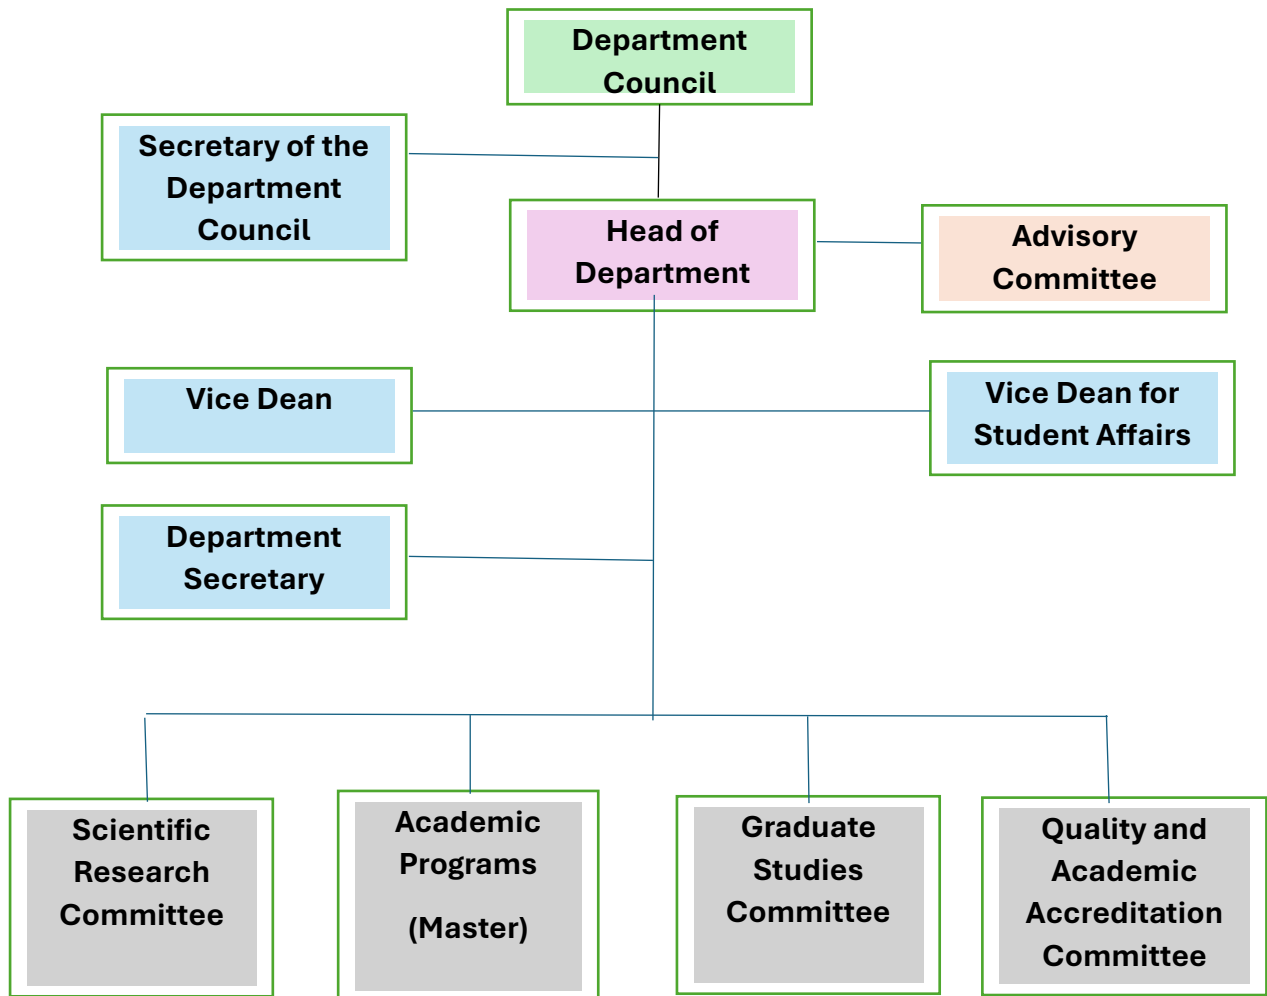 Department
Council
Secretary of the
Department
Council
Head of
Department
Advisory
Committee
Vice Dean
Vice Dean for
Student Affairs
Department
Secretary
Scientific
Research
Committee
Academic
Programs
(Master)
Graduate
Studies
Committee
Quality and
Academic
Accreditation
Committee